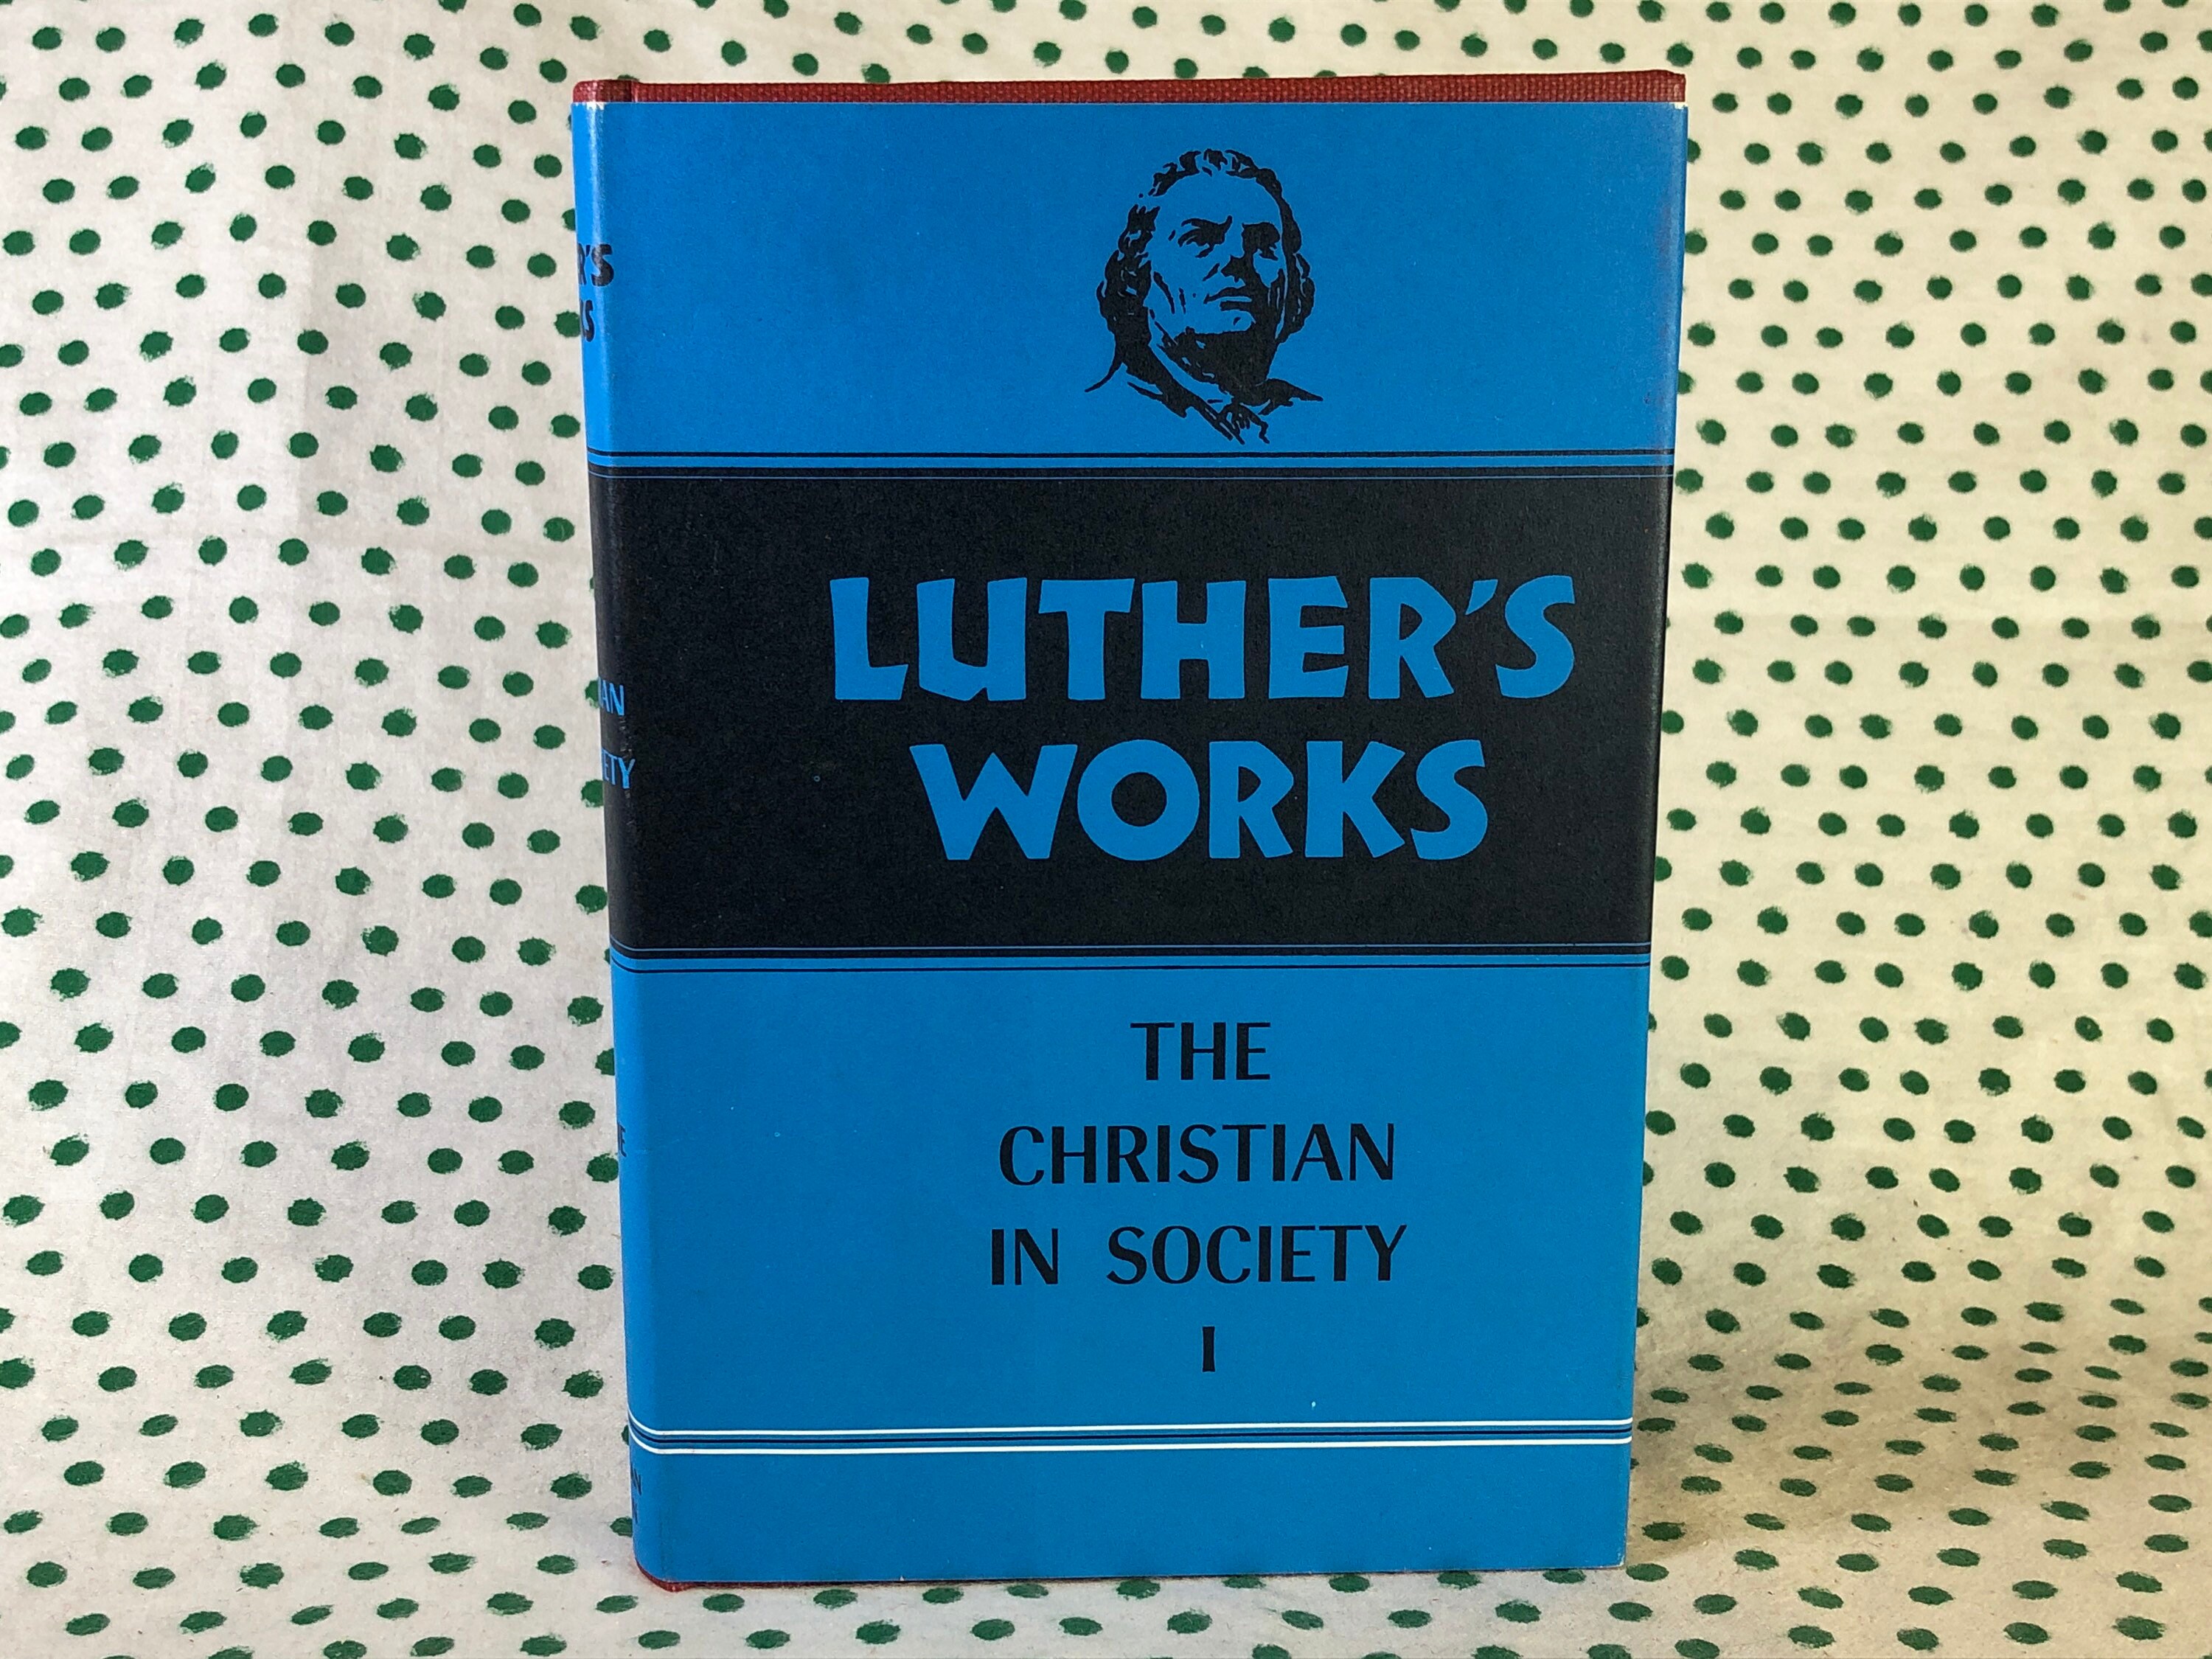 LUTHER'S
WORKS
THE
CHRISTIAN
IN SOCIETY
I